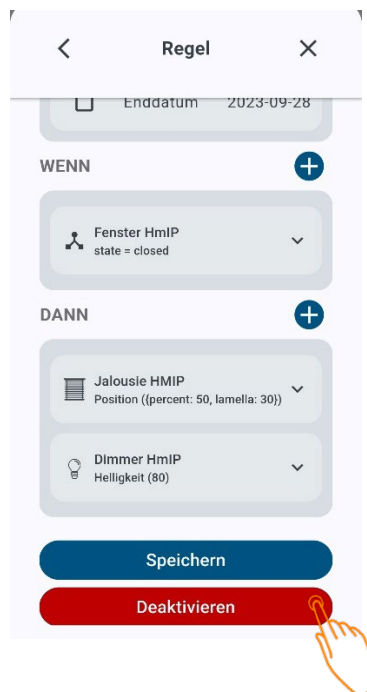 Regel
Enddatum 2023-09-28
WENN
Fenster HmIP
state = closed
DANN
Jalousie HMIP
Position ({percent: 50, lamella: 30})
Dimmer HmIP
Helligkeit (80)
Speichern
Deaktivieren